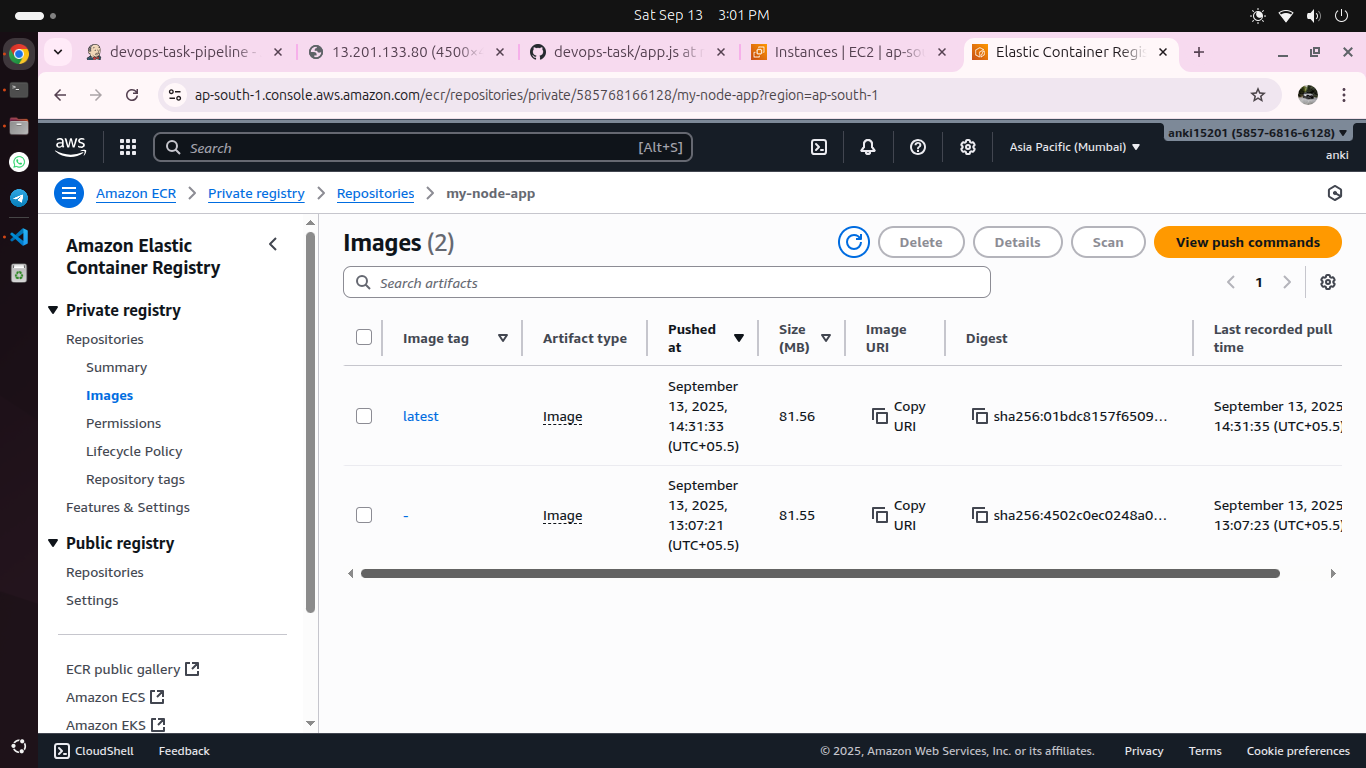 Sat Sep 13 3:01 PM
devops-task-pipeline -
13.201.133.80 (4500×
devops-task/app.js at
Instances | EC2 | ap-so
Elastic Container Regis
ap-south-1.console.aws.amazon.com/ecr/repositories/private/585768166128/my-node-app?region=ap-south-1
aws
Search
[Alt+S]
Asia Pacific (Mumbai)
anki15201 (5857-6816-6128)
anki
Amazon ECR
Private registry
Repositories
my-node-app
Amazon Elastic
Container Registry
Private registry
Repositories
Summary
Images
Permissions
Lifecycle Policy
Repository tags
Features & Settings
Public registry
Repositories
Settings
ECR public gallery
Amazon ECS
Amazon EKS
Images (2)
Delete
Details
Scan
View push commands
Search artifacts
1
Image tag
Artifact type
Pushed
at
Size
(MB)
Image
URI
Digest
Last recorded pull
time
latest
Image
September
13, 2025,
14:31:33
(UTC+05.5)
81.56
Copy
URI
sha256:01bdc8157f6509...
September 13, 2025
14:31:35 (UTC+05.5)
-
Image
September
13, 2025,
13:07:21
(UTC+05.5)
81.55
Copy
URI
sha256:4502c0ec0248a0...
September 13, 2025
13:07:23 (UTC+05.5)
CloudShell
Feedback
© 2025, Amazon Web Services, Inc. or its affiliates.
Privacy
Terms
Cookie preferences